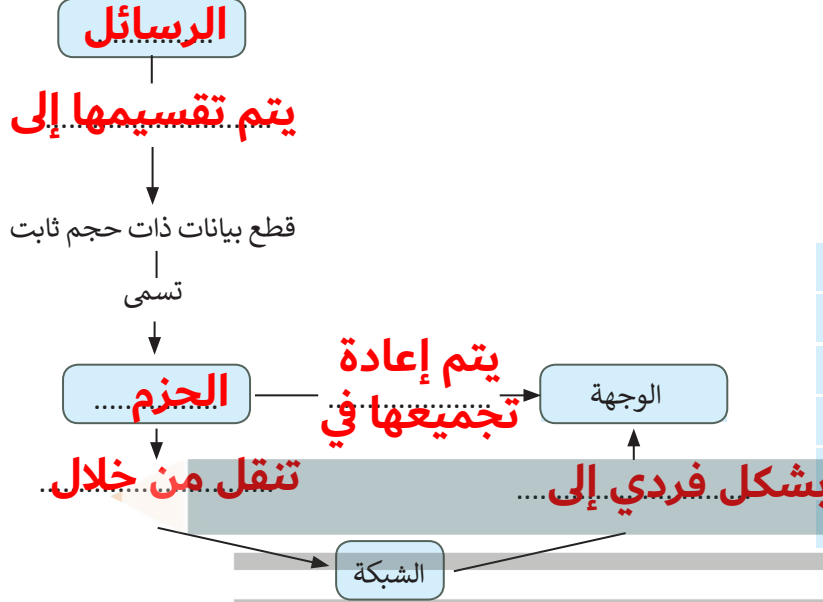 الرسائل
يتم تقسيمها إلى
قطع بيانات ذات حجم ثابت
تسمى
الحزم
يتم إعادة
تجميعها في
الوجهة
تنقل من خلال
بشكل فردي إلى
الشبكة